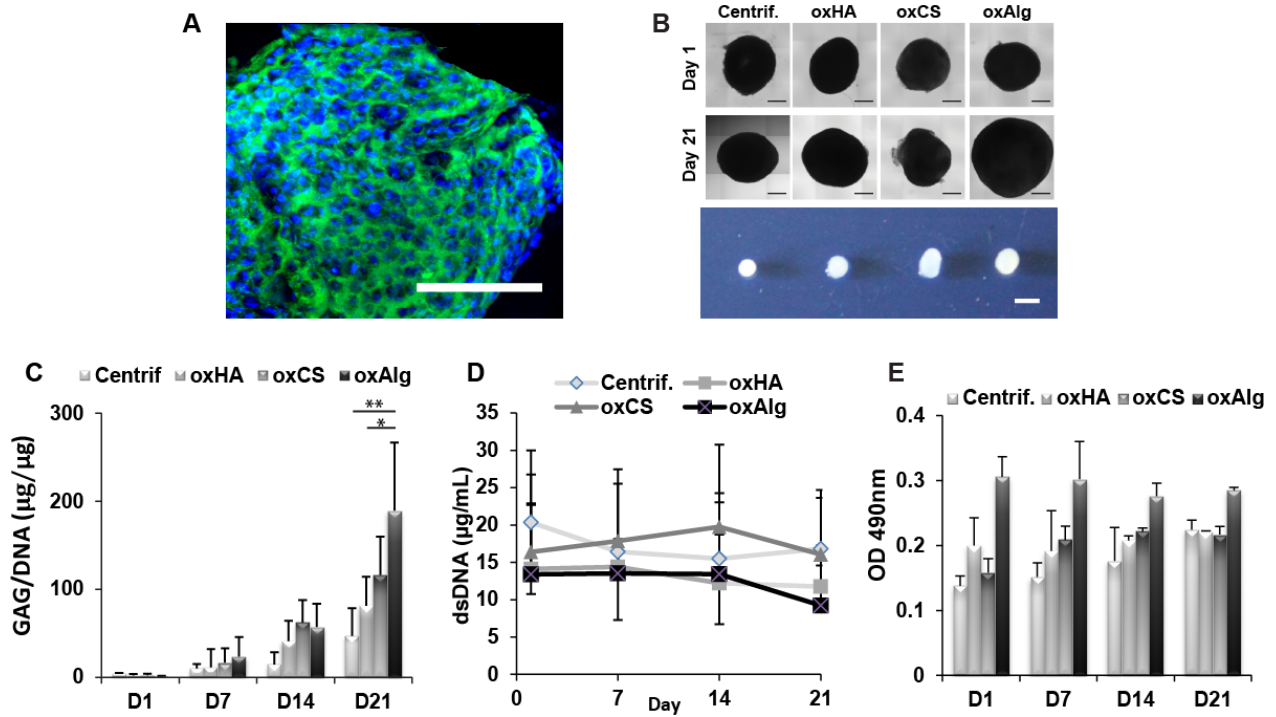 A
B
Centrif. oxHA oxCS oxAlg
Day 1
Day 21
C
Centrif oxHA oxCS oxAlg
GAG/DNA (µg/µg)
300
200
100
0
**
*
D1 D7 D14 D21
D
Centrif. oxHA
oxCS oxAlg
dsDNA (µg/mL)
35
30
25
20
15
10
5
0
0 7 14 21
Day
E
Centrif. oxHA oxCS oxAlg
OD 490nm
0.4
0.3
0.2
0.1
0
D1 D7 D14 D21